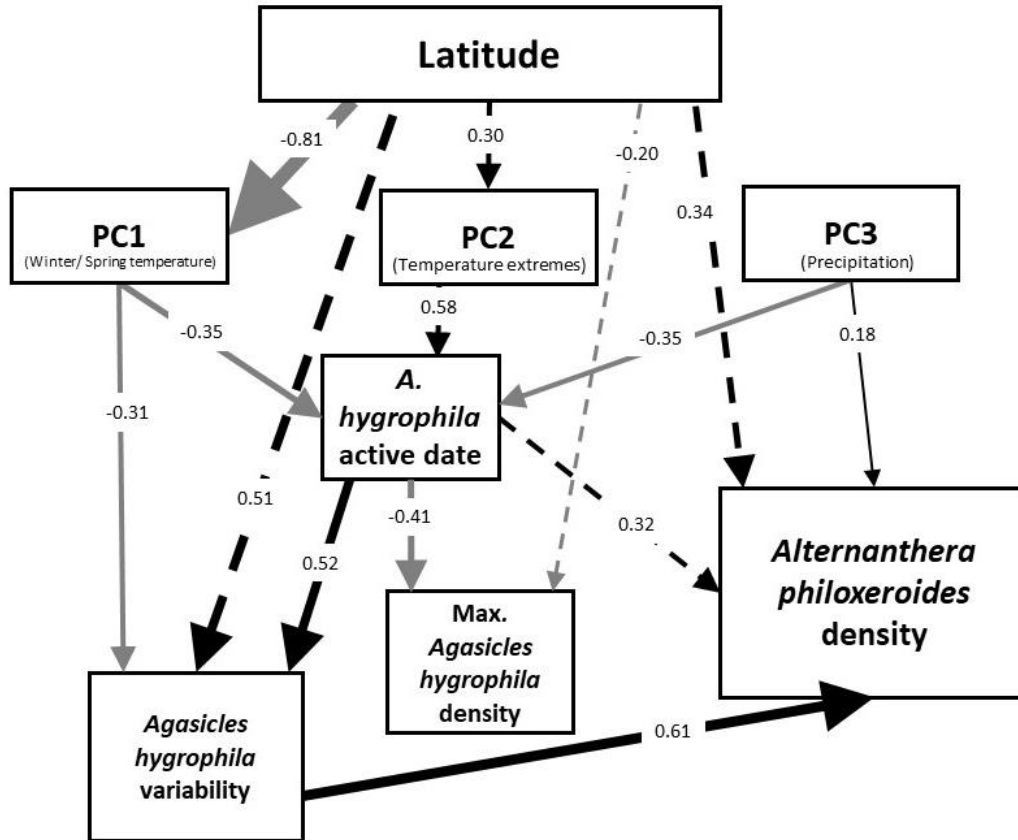 Latitude
-0.81
0.30
-0.20
0.34
PC1
(Winter/ Spring temperature)
PC2
(Temperature extremes)
PC3
(Precipitation)
0.58
-0.35
-0.35
0.18
-0.31
A.
hygrophila
active date
0.51
0.52
-0.41
0.32
Max.
Agasicles
hygrophila
density
Alternanthera
philoxeroides
density
Agasicles
hygrophila
variability
0.61